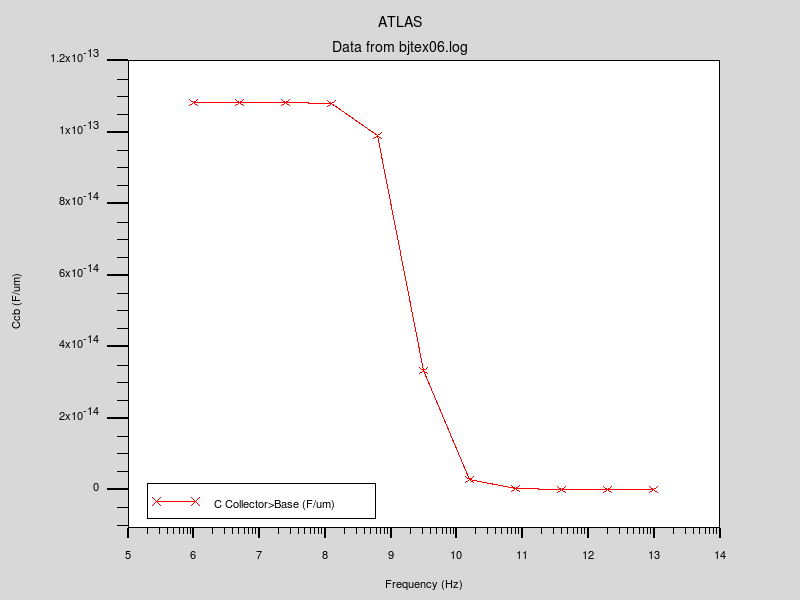 ATLAS
Data from bjtex06.log
1.2x10-13
1x10-13
8x10-14
6x10-14
4x10-14
2x10-14
0
Ccb (F/um)
C Collector>Base (F/um)
5 6 7 8 9 10 11 12 13 14
Frequency (Hz)